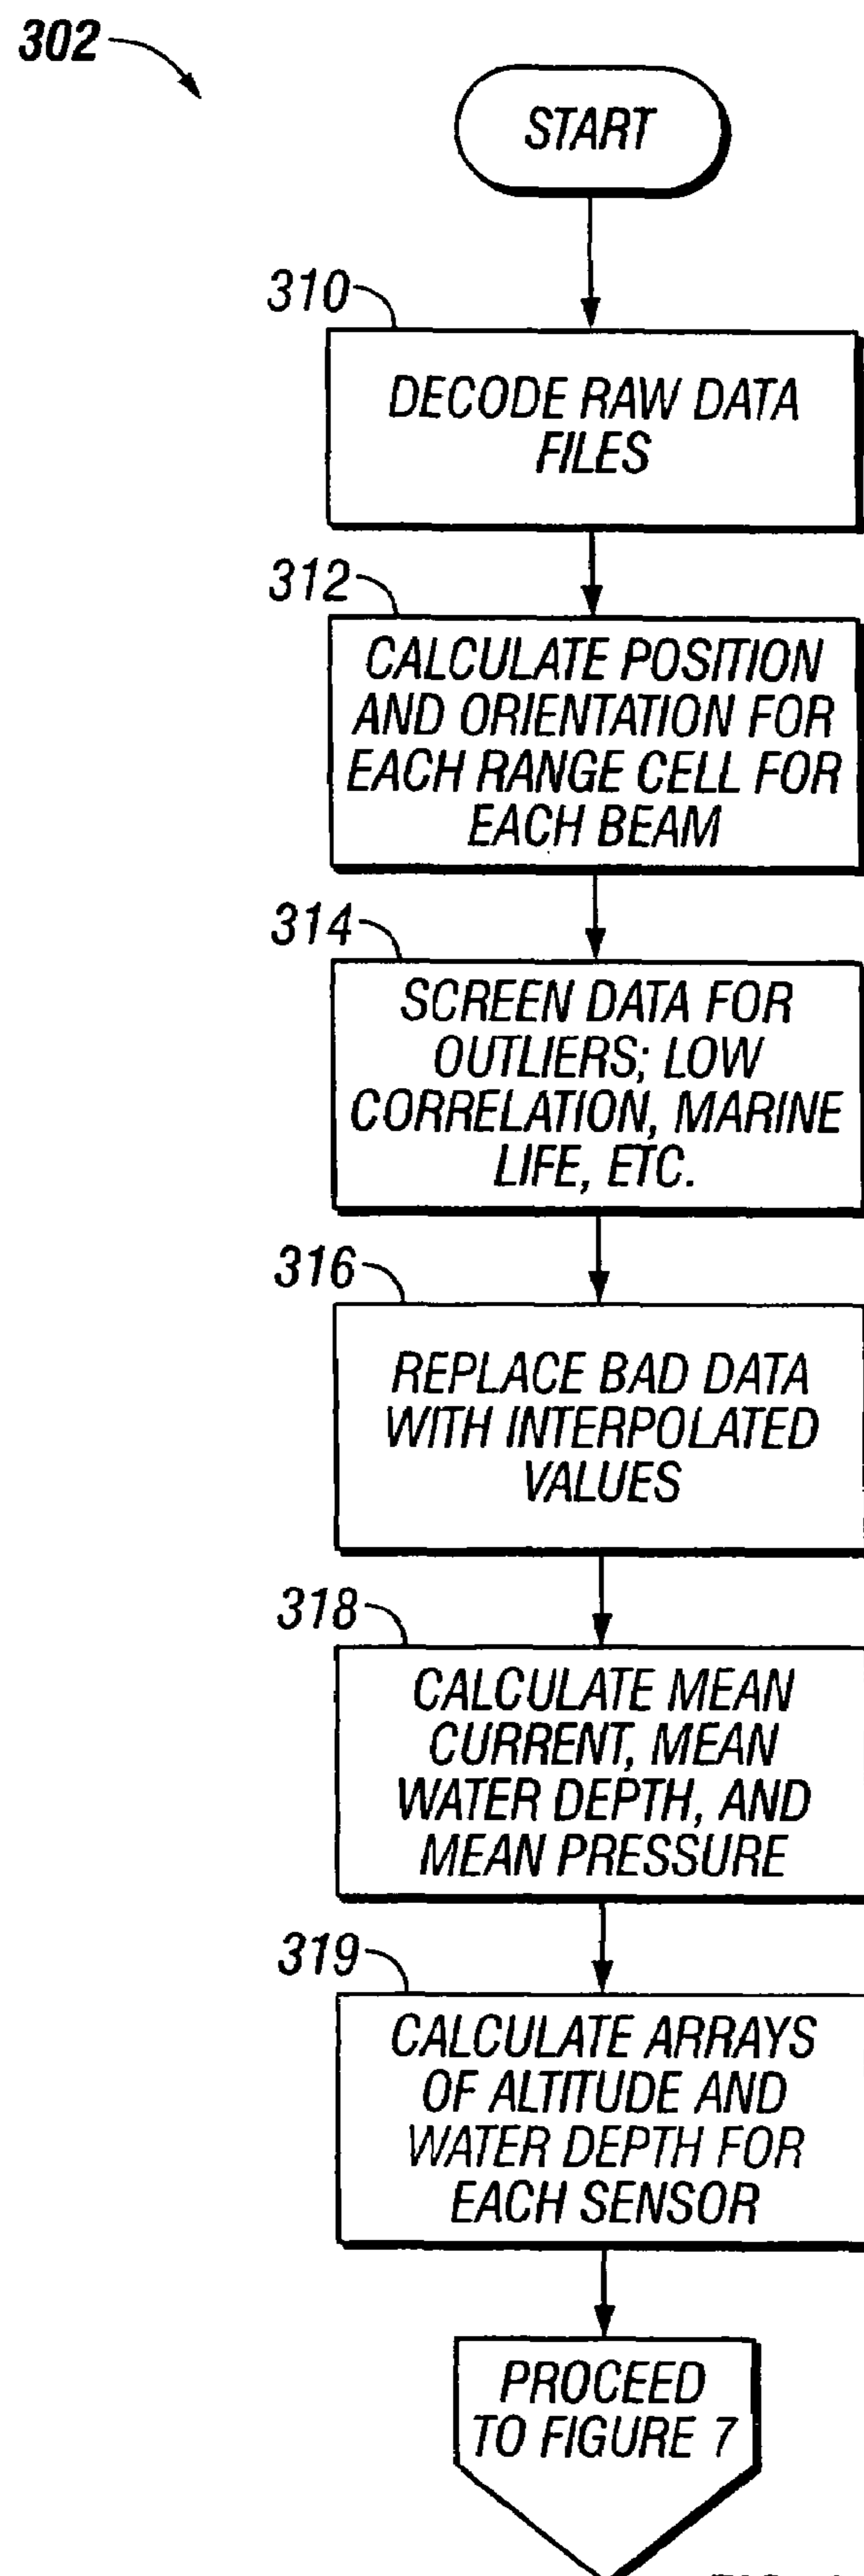 302
START
310
DECODE RAW DATA
FILES
312
CALCULATE POSITION
AND ORIENTATION FOR
EACH RANGE CELL FOR
EACH BEAM
314
SCREEN DATA FOR
OUTLIERS; LOW
CORRELATION, MARINE
LIFE, ETC.
316
REPLACE BAD DATA
WITH INTERPOLATED
VALUES
318
CALCULATE MEAN
CURRENT, MEAN
WATER DEPTH, AND
MEAN PRESSURE
319
CALCULATE ARRAYS
OF ALTITUDE AND
WATER DEPTH FOR
EACH SENSOR
PROCEED
TO FIGURE 7